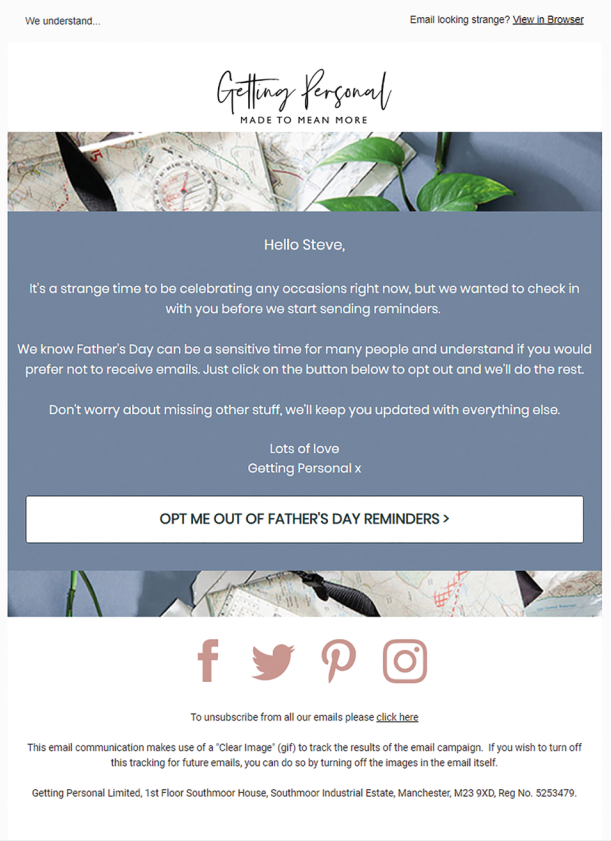 We understand...
Email looking strange? View in Browser
Getting Personal
MADE TO MEAN MORE
Hello Steve,
It's a strange time to be celebrating any occasions right now, but we wanted to check in
with you before we start sending reminders.
We know Father's Day can be a sensitive time for many people and understand if you would
prefer not to receive emails. Just click on the button below to opt out and we'll do the rest.
Don't worry about missing other stuff, we'll keep you updated with everything else.
Lots of love
Getting Personal x
OPT ME OUT OF FATHER'S DAY REMINDERS >
To unsubscribe from all our emails please click here
This email communication makes use of a "Clear Image" (gif) to track the results of the email campaign. If you wish to turn off
this tracking for future emails, you can do so by turning off the images in the email itself.
Getting Personal Limited, 1st Floor Southmoor House, Southmoor Industrial Estate, Manchester, M23 9XD, Reg No. 5253479.